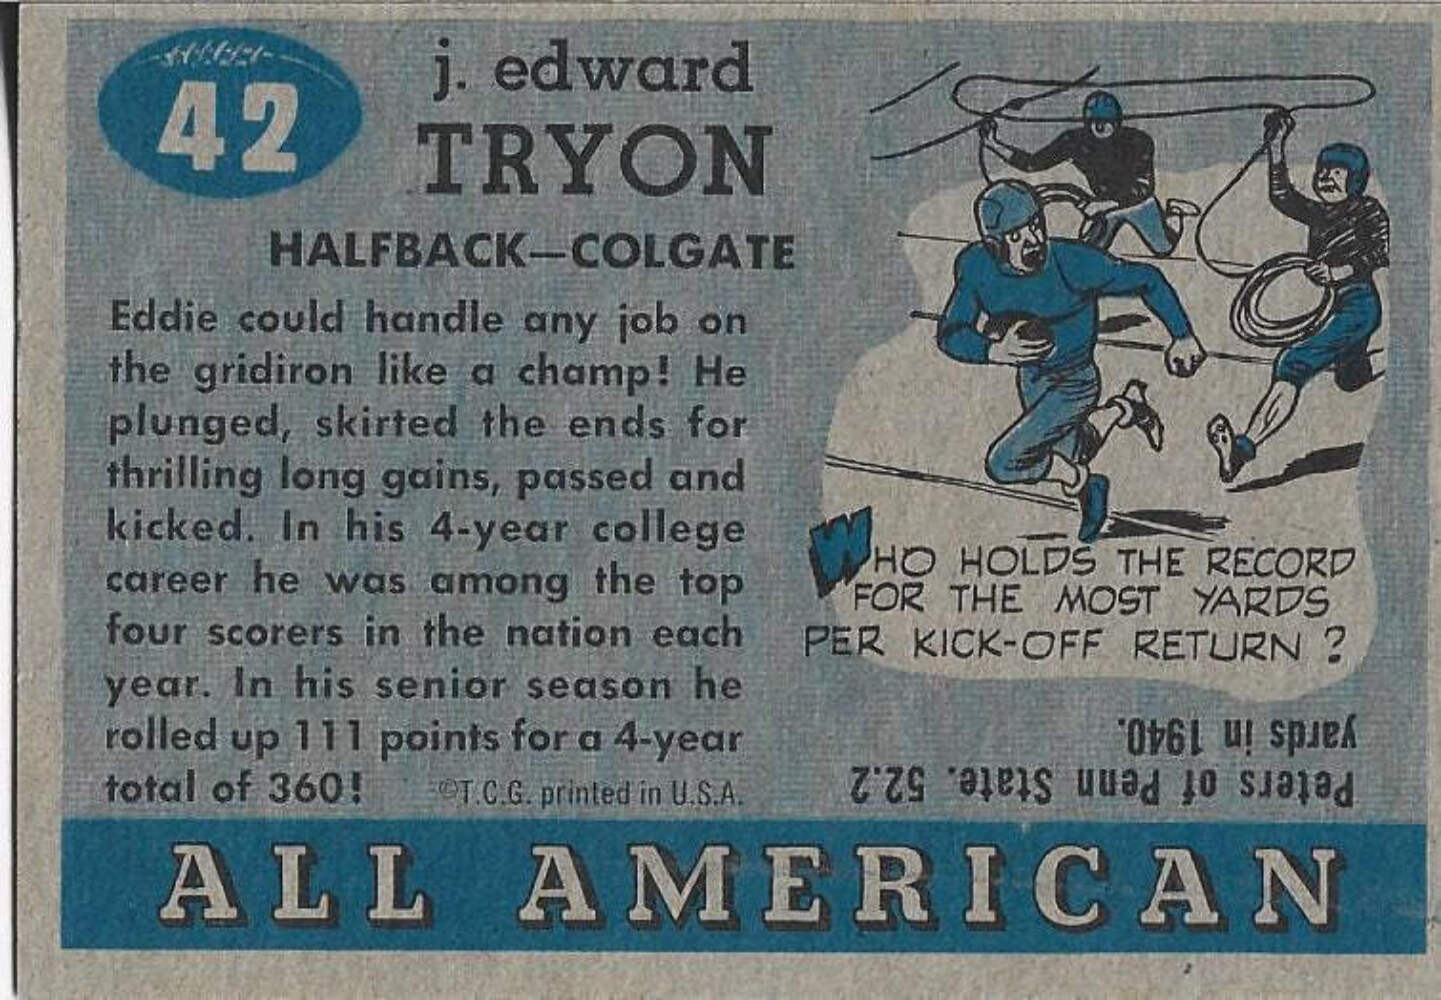 42
j. edward
TRYON
HALFBACK—COLGATE
Eddie could handle any job on
the gridiron like a champ! He
plunged, skirted the ends for
thrilling long gains, passed and
kicked. In his 4-year college
career he was among the top
four scorers in the nation each
year. In his senior season he
rolled up 111 points for a 4-year
total of 360!
©T.C.G. printed in U.S.A.
WHO HOLDS THE RECORD
FOR THE MOST YARDS
PER KICK-OFF RETURN?
Peters of Penn State. 52.2
yards in 1940.
ALL AMERICAN